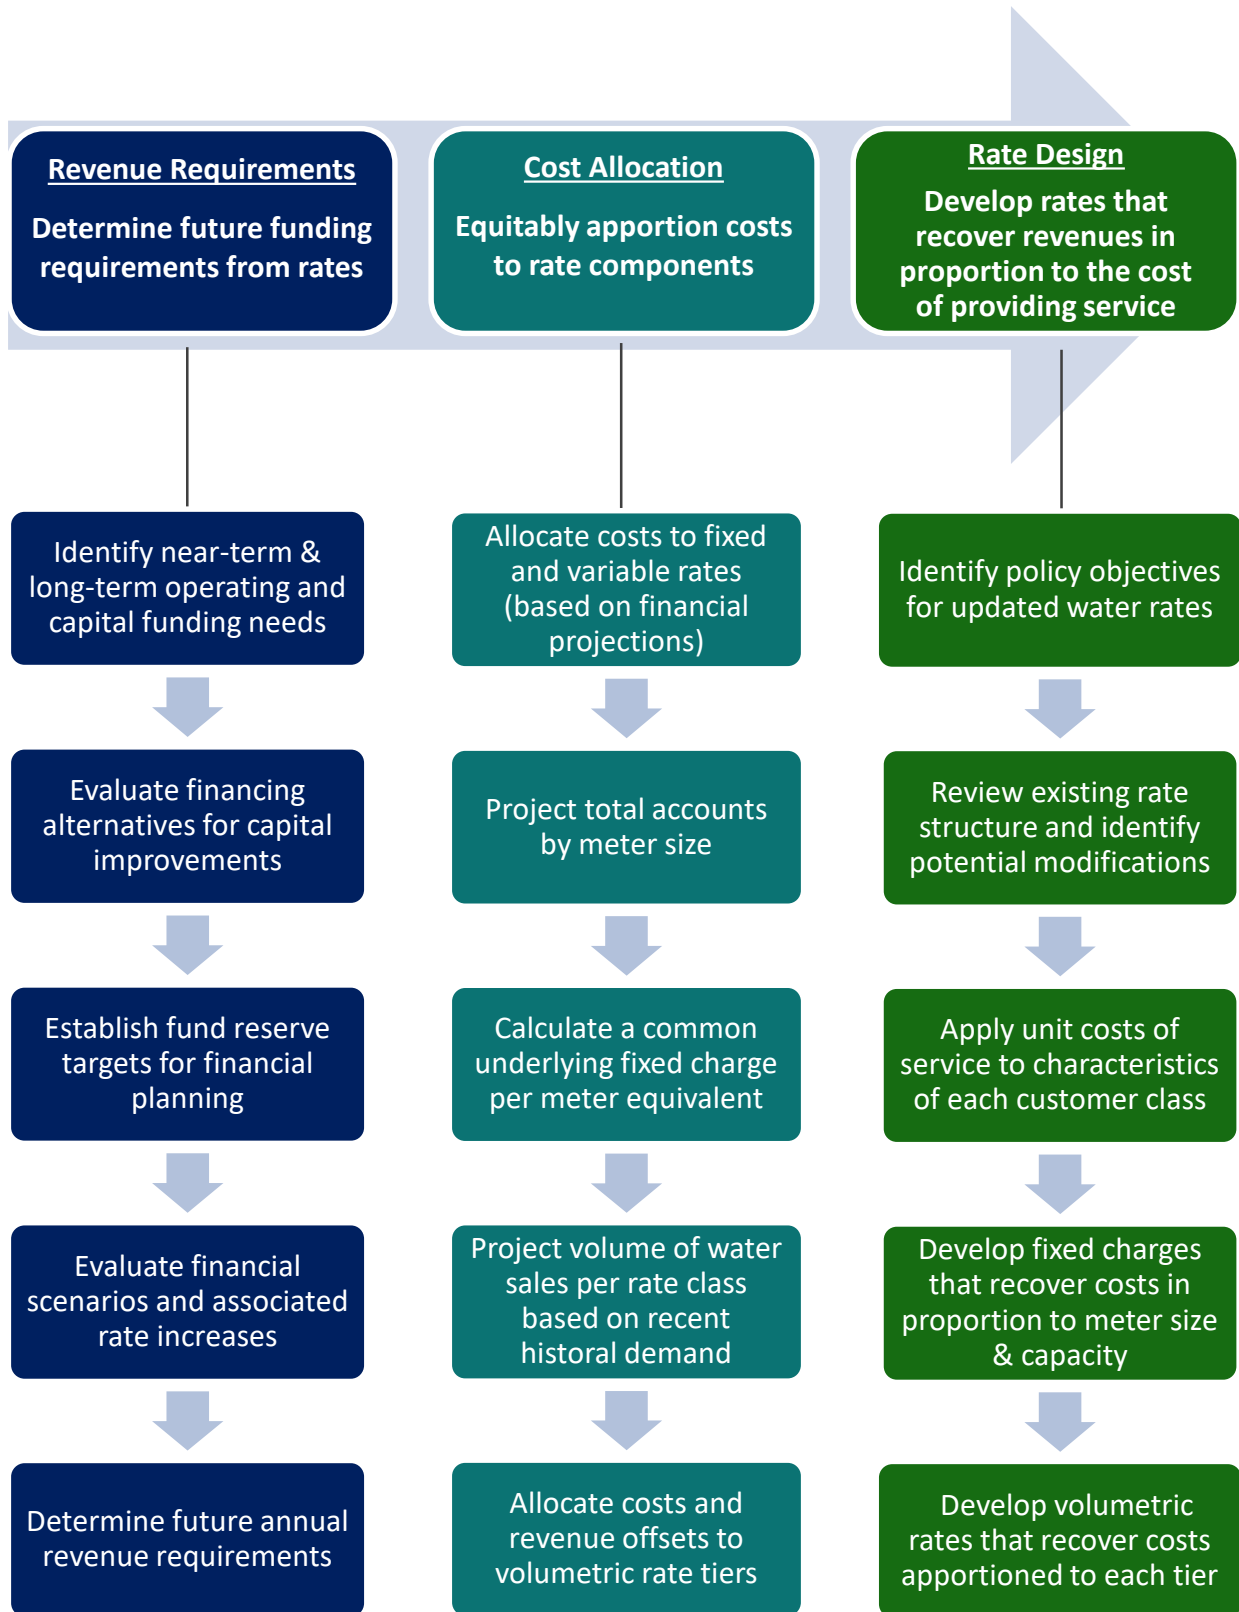 Revenue Requirements
Determine future funding
requirements from rates
Cost Allocation
Equitably apportion costs
to rate components
Rate Design
Develop rates that
recover revenues in
proportion to the cost
of providing service
Identify near-term &
long-term operating and
capital funding needs
Evaluate financing
alternatives for capital
improvements
Establish fund reserve
targets for financial
planning
Evaluate financial
scenarios and associated
rate increases
Determine future annual
revenue requirements
Allocate costs to fixed
and variable rates
(based on financial
projections)
Project total accounts
by meter size
Calculate a common
underlying fixed charge
per meter equivalent
Project volume of water
sales per rate class
based on recent
historal demand
Allocate costs and
revenue offsets to
volumetric rate tiers
Identify policy objectives
for updated water rates
Review existing rate
structure and identify
potential modifications
Apply unit costs of
service to characteristics
of each customer class
Develop fixed charges
that recover costs in
proportion to meter size
& capacity
Develop volumetric
rates that recover costs
apportioned to each tier